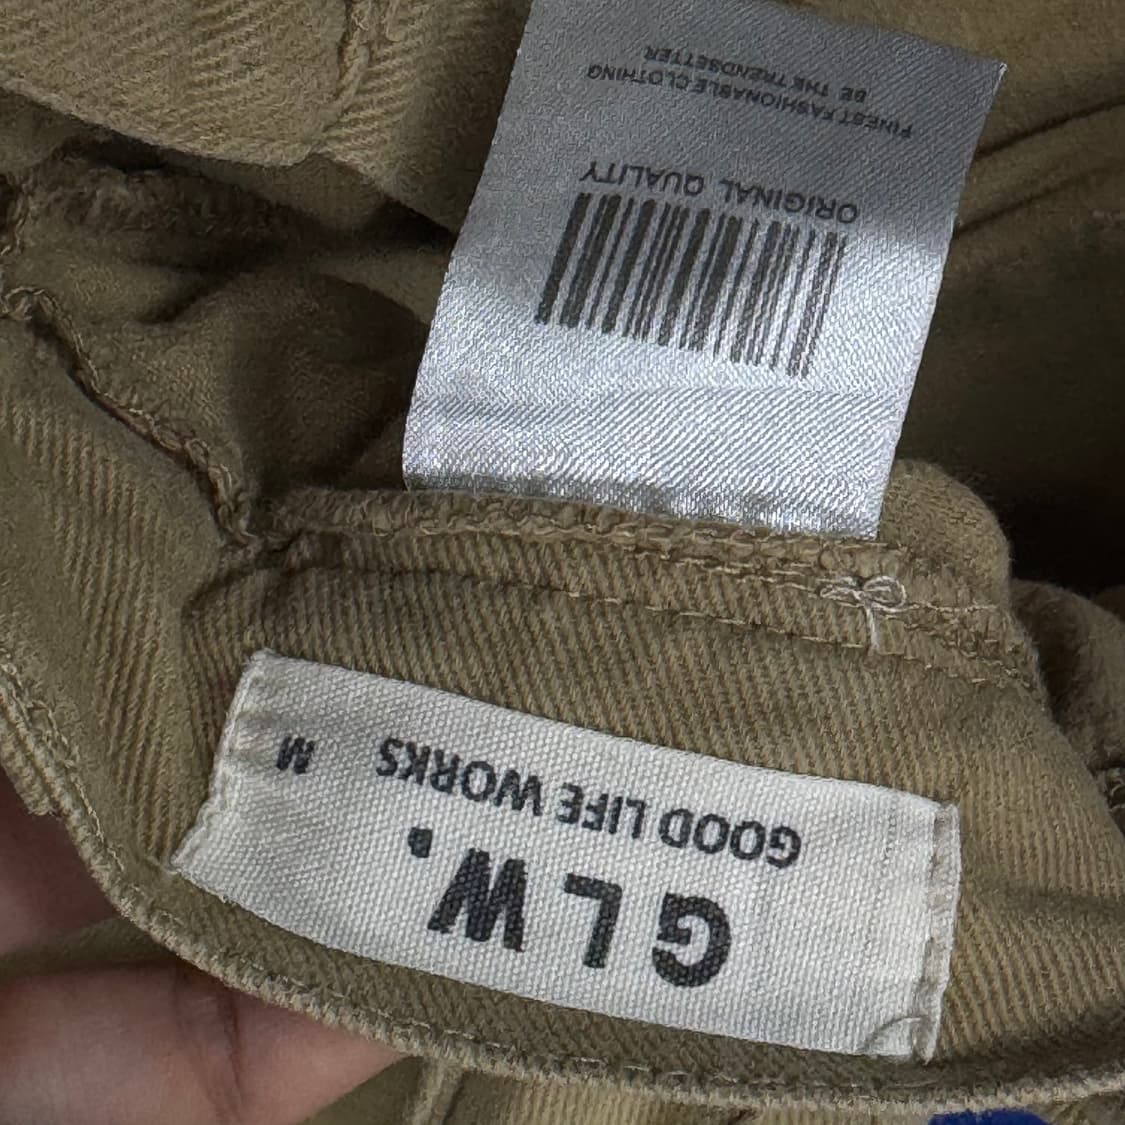 GLW.
GOOD LIFE WORKS
M
ORIGINAL QUALITY
FINEST FASHIONABLE CLOTHING
BE THE TRENDSETTER